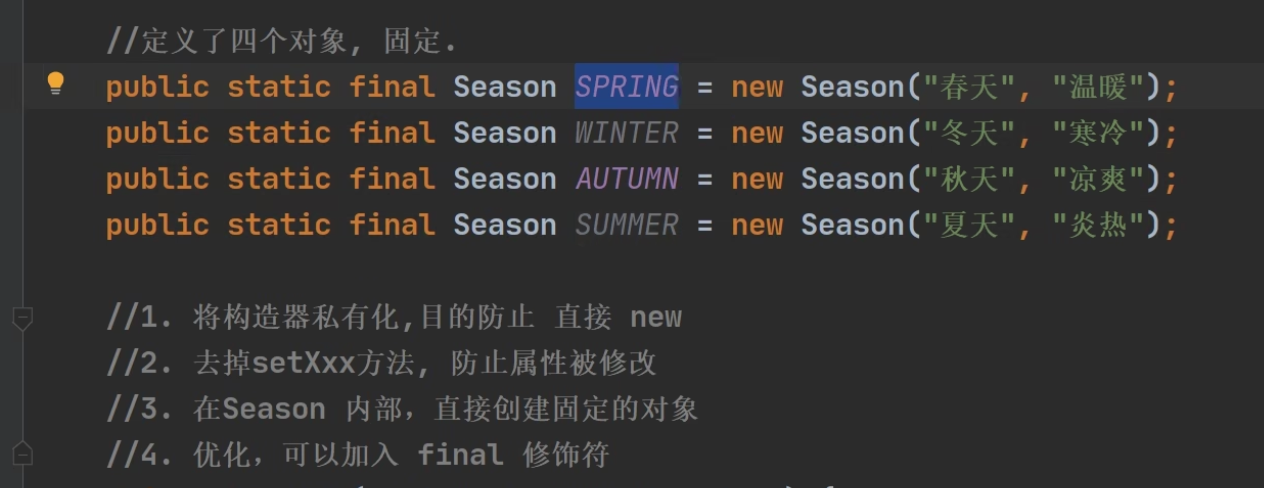 //定义了四个对象, 固定.
public static final Season SPRING = new Season("春天", "温暖");
public static final Season WINTER = new Season("冬天", "寒冷");
public static final Season AUTUMN = new Season("秋天", "凉爽");
public static final Season SUMMER = new Season("夏天", "炎热");
//1. 将构造器私有化,目的防止 直接 new
//2. 去掉setXxx方法, 防止属性被修改
//3. 在Season 内部，直接创建固定的对象
//4. 优化，可以加入 final 修饰符